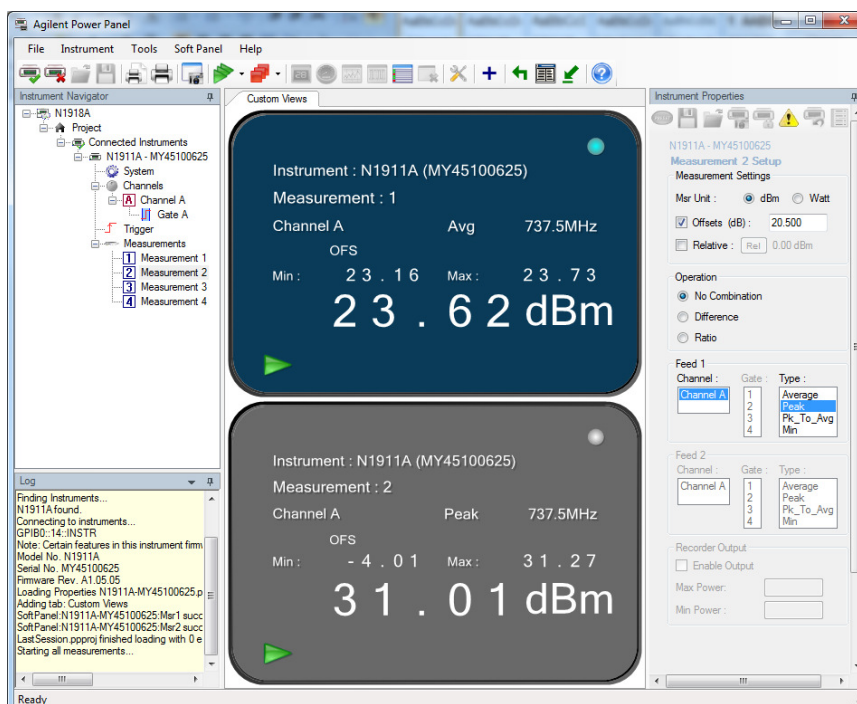 Agilent Power Panel
File Instrument Tools Soft Panel Help
Instrument Navigator
N1918A
Project
Connected Instruments
N1911A - MY45100625
System
Channels
A Channel A
Gate A
Trigger
Measurements
1 Measurement 1
2 Measurement 2
3 Measurement 3
4 Measurement 4
Log
Finding Instruments...
N1911A found.
Connecting to instruments...
GPIB0::14::INSTR
Note: Certain features in this instrument firm
Model No. N1911A
Serial No. MY45100625
Firmware Rev. A1.05.05
Loading Properties N1911A-MY45100625.p
Adding tab: Custom Views
SoftPanel:N1911A-MY45100625:Msr1 succ
SoftPanel:N1911A-MY45100625:Msr2 succ
LastSession.ppproj finished loading with 0 e
Starting all measurements...
Ready
Custom Views
Instrument : N1911A (MY45100625)
Measurement : 1
Channel A Avg 737.5MHz
OFS
Min : 23.16 Max : 23.73
23.62 dBm
Instrument : N1911A (MY45100625)
Measurement : 2
Channel A Peak 737.5MHz
OFS
Min : -4.01 Max : 31.27
31.01 dBm
Instrument Properties
N1911A - MY45100625
Measurement 2 Setup
Measurement Settings
Msr Unit : dBm Watt
Offsets (dB) : 20.500
Relative : Rel 0.00 dBm
Operation
No Combination
Difference
Ratio
Feed 1
Channel : Gate : Type :
Channel A 1 Average
2 Peak
3 Pk_To_Avg
4 Min
Feed 2
Channel : Gate : Type :
Channel A 1 Average
2 Peak
3 Pk_To_Avg
4 Min
Recorder Output
Enable Output
Max Power:
Min Power :